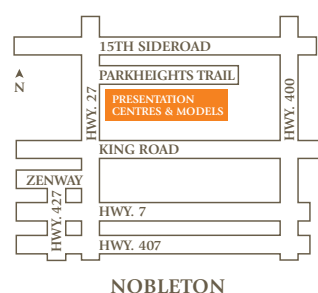 15TH SIDEROAD
PARKHEIGHTS TRAIL
N
PRESENTATION
CENTRES & MODELS
HWY. 27
HWY. 400
KING ROAD
ZENWAY
HWY. 427
HWY. 7
HWY. 407
NOBLETON